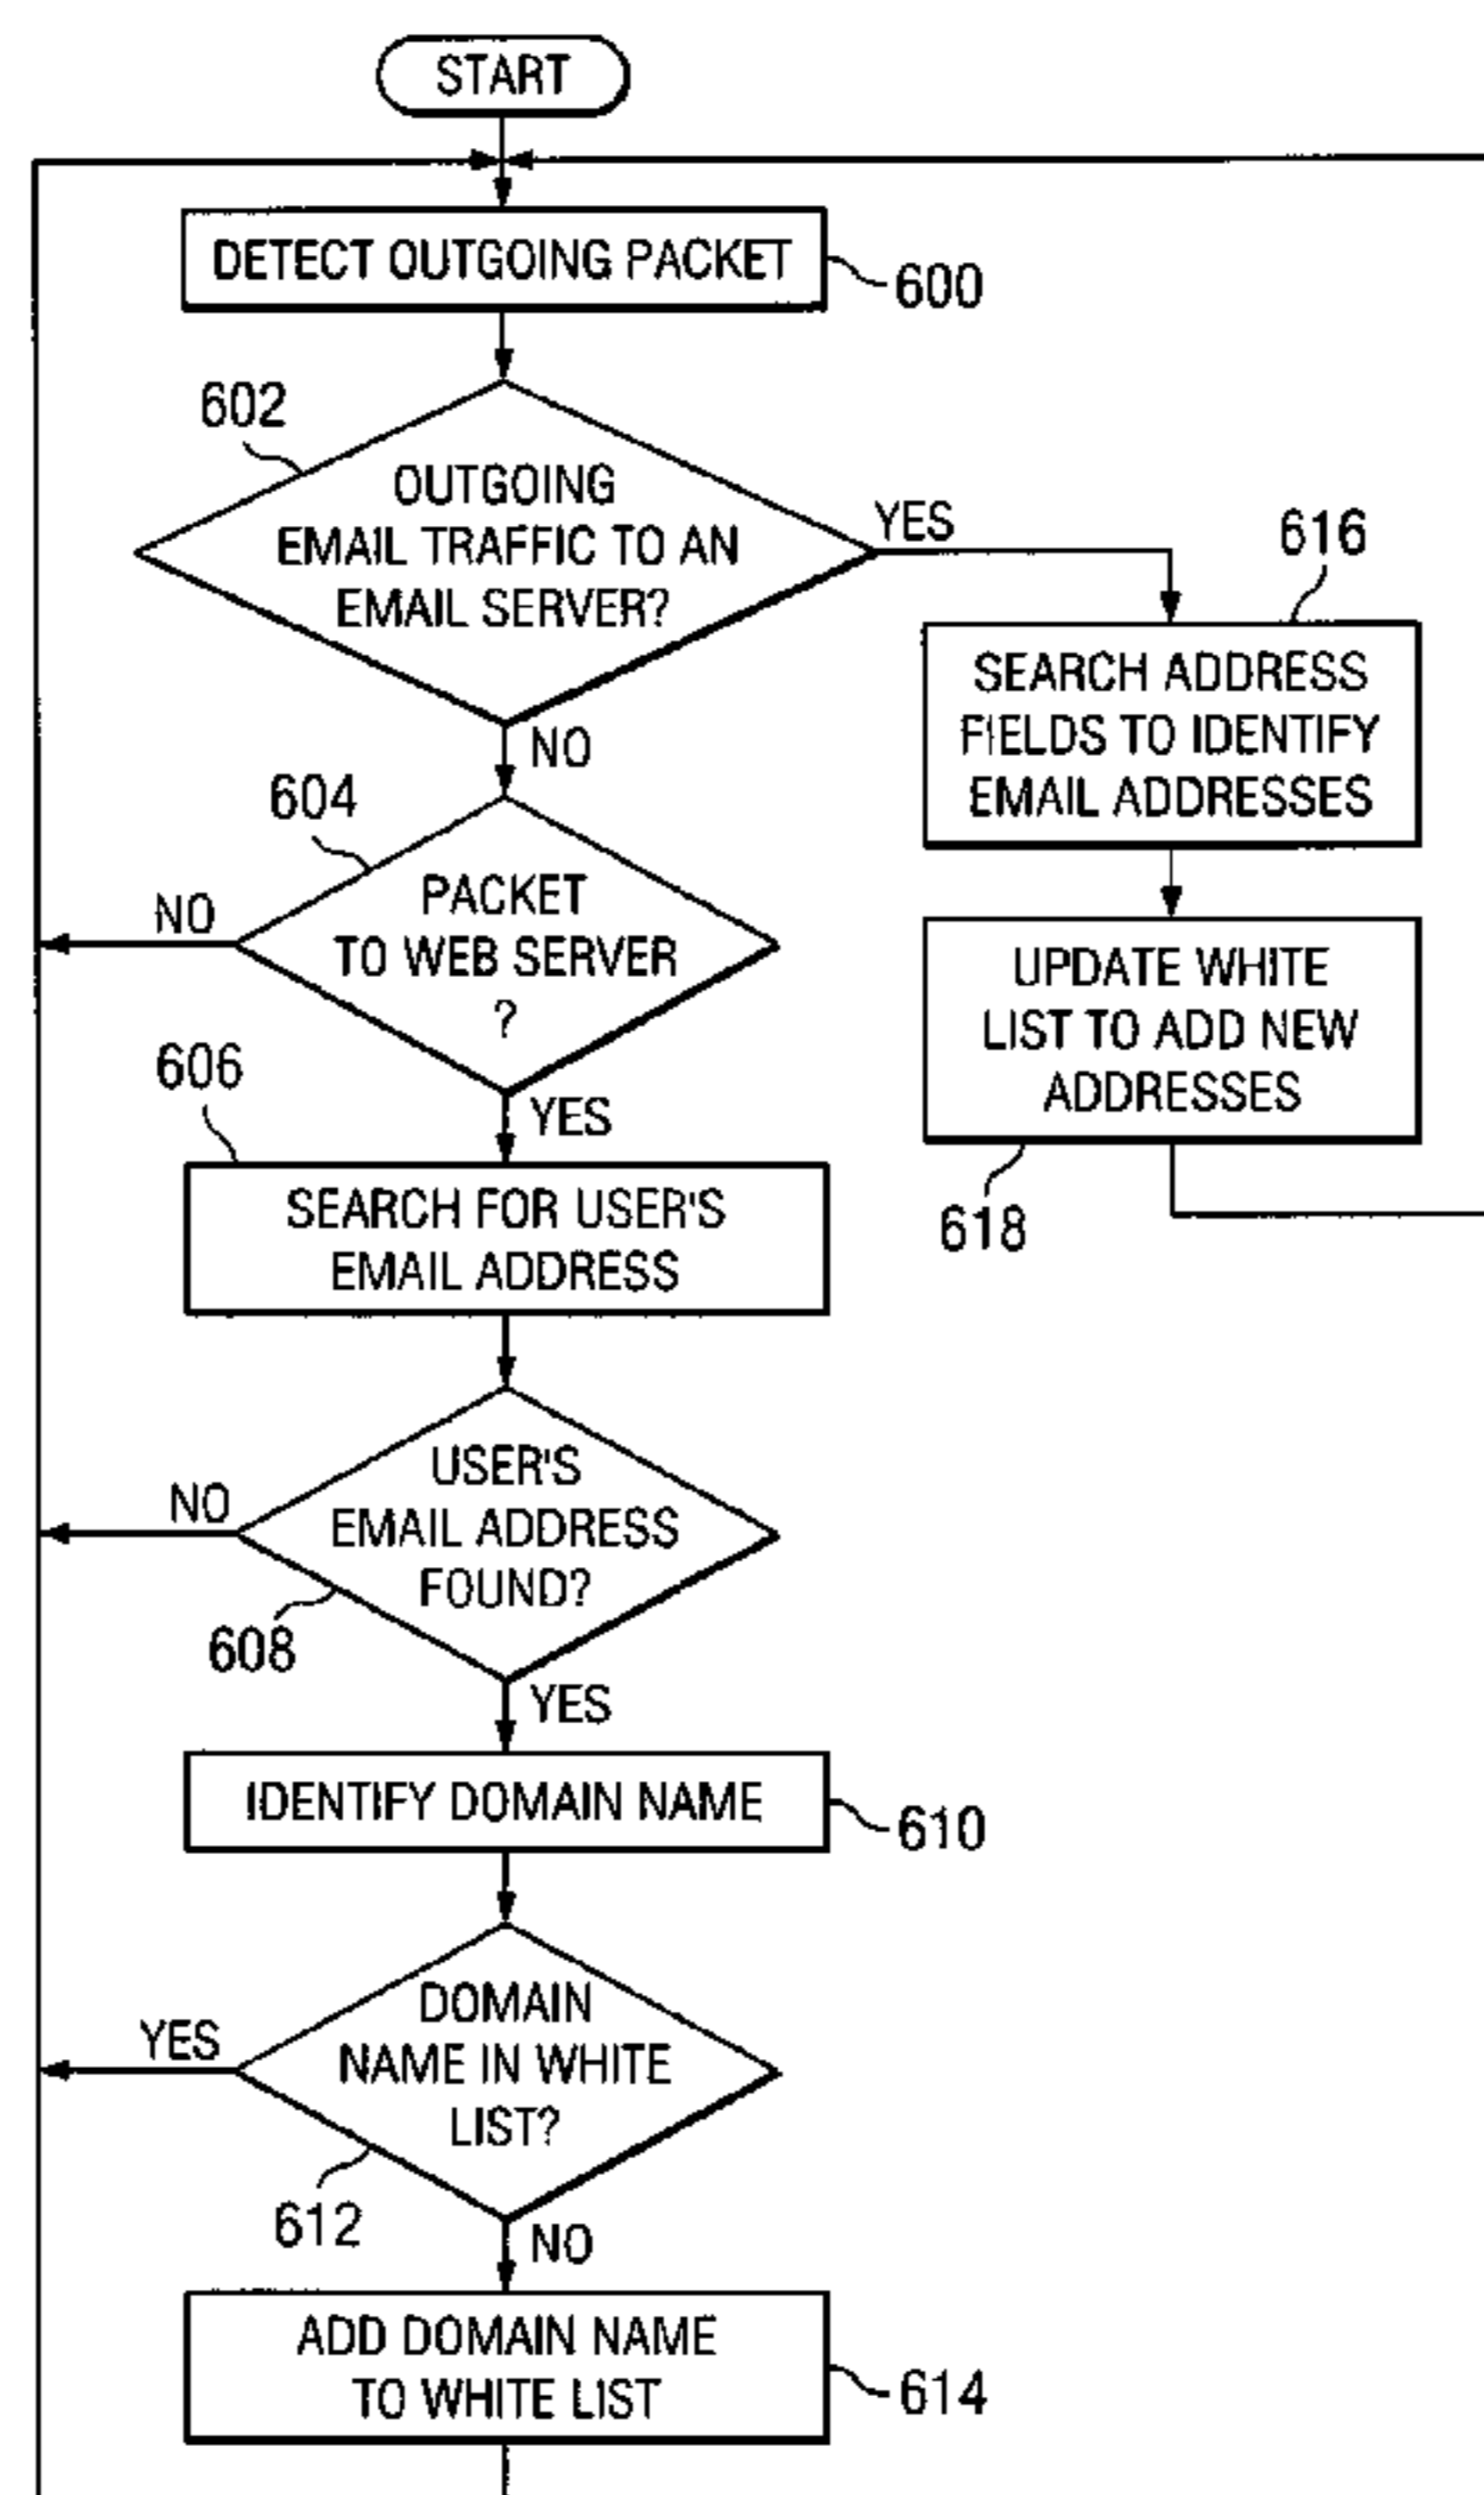 START
DETECT OUTGOING PACKET
600
602
OUTGOING
EMAIL TRAFFIC TO AN
EMAIL SERVER?
YES
NO
616
SEARCH ADDRESS
FIELDS TO IDENTIFY
EMAIL ADDRESSES
UPDATE WHITE
LIST TO ADD NEW
ADDRESSES
618
604
PACKET
TO WEB SERVER
?
NO
YES
606
SEARCH FOR USER'S
EMAIL ADDRESS
USER'S
EMAIL ADDRESS
FOUND?
NO
608
YES
IDENTIFY DOMAIN NAME
610
DOMAIN
NAME IN WHITE
LIST?
YES
612
NO
ADD DOMAIN NAME
TO WHITE LIST
614